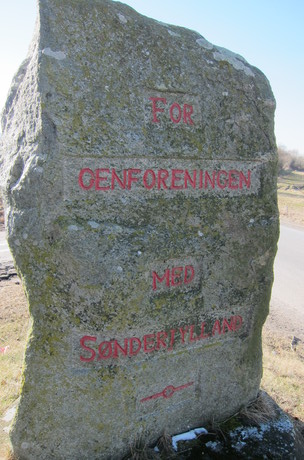 FOR
GENFORENINGEN
MED
SØNDERJYLLAND